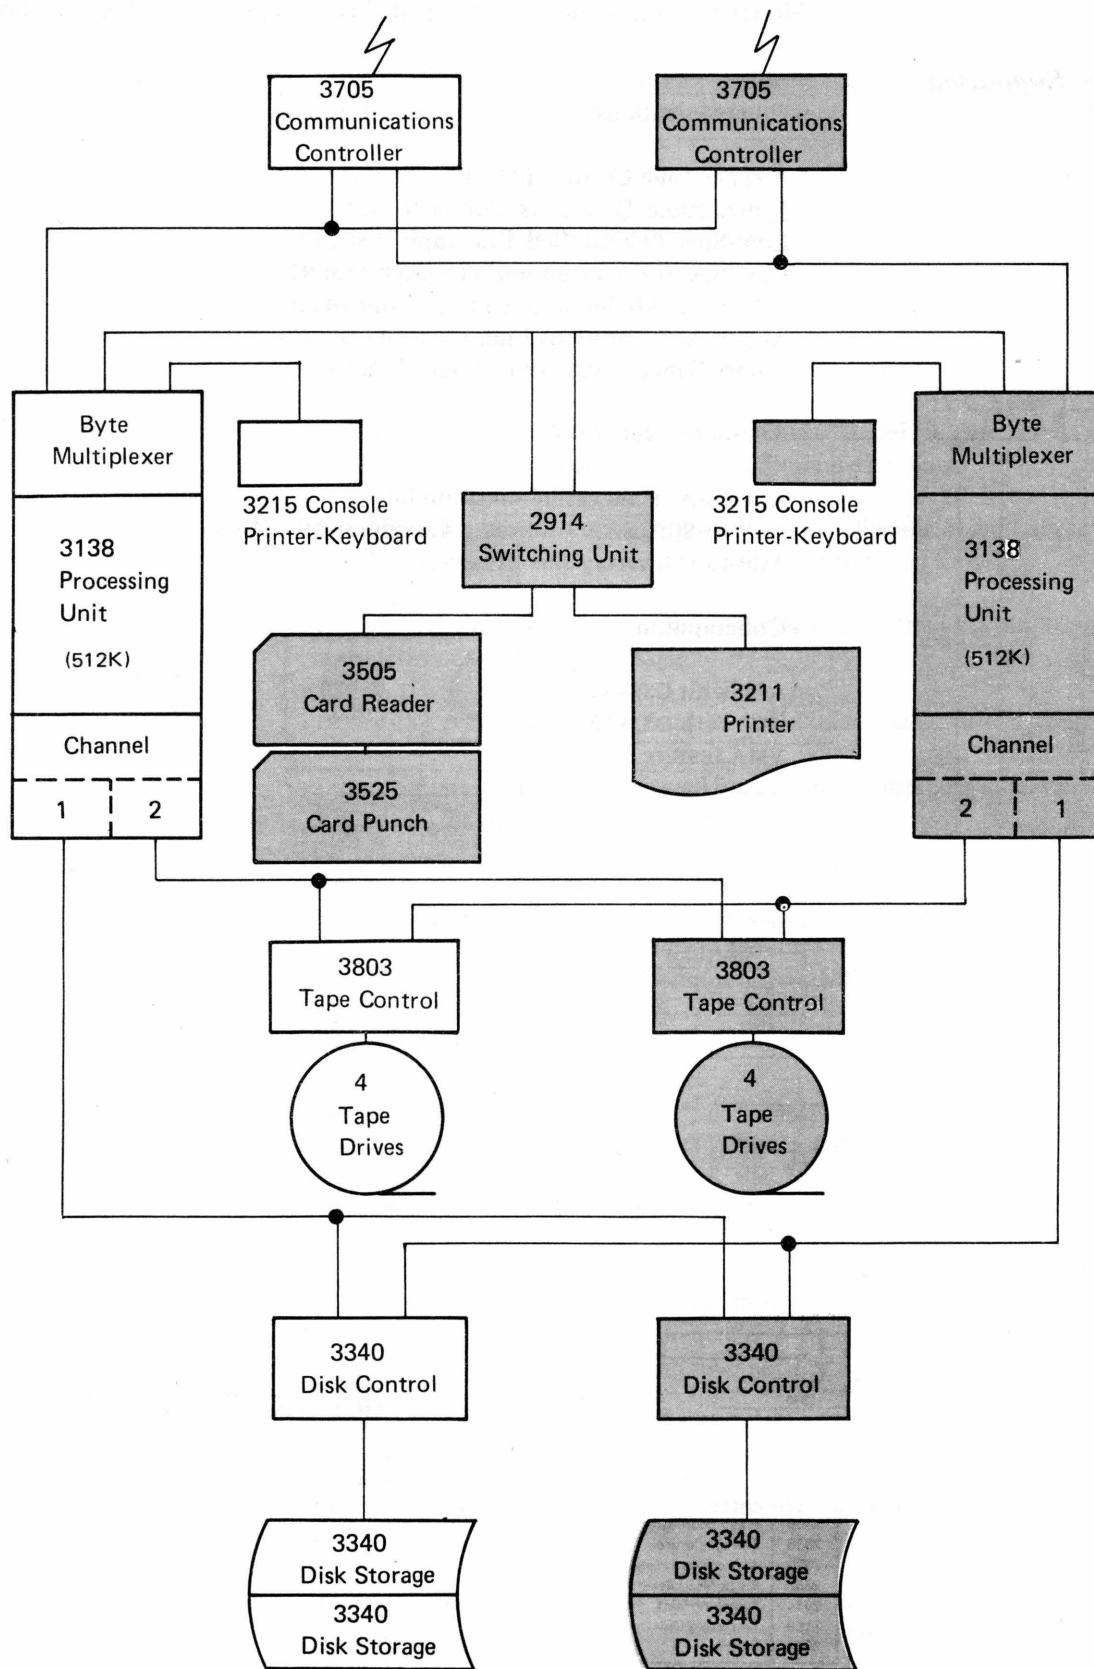 3705
Communications
Controller
3705
Communications
Controller
Byte
Multiplexer
3138
Processing
Unit
(512K)
Channel
1
2
3215 Console
Printer-Keyboard
2914
Switching Unit
3215 Console
Printer-Keyboard
Byte
Multiplexer
3138
Processing
Unit
(512K)
Channel
2
1
3505
Card Reader
3525
Card Punch
3211
Printer
3803
Tape Control
4
Tape
Drives
3803
Tape Control
4
Tape
Drives
3340
Disk Control
3340
Disk Control
3340
Disk Storage
3340
Disk Storage
3340
Disk Storage
3340
Disk Storage